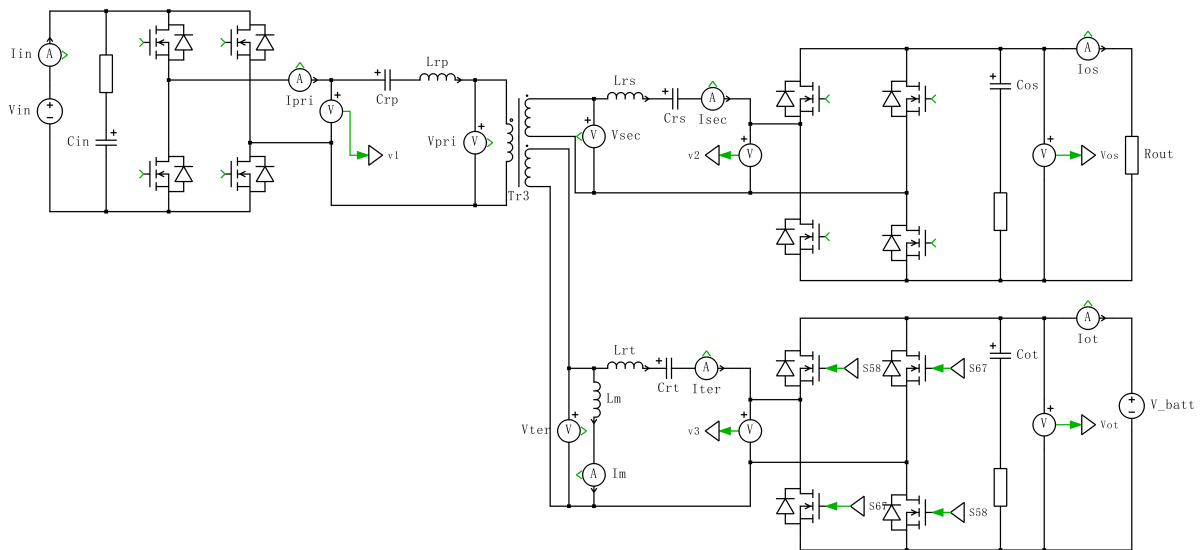 Iin
A
Vin
Cin
A
Ipri
V
v1
Crp
Lrp
Vpri
V
Tr3
Lrs
Crs
A
Isec
V
Vsec
v2
V
Cos
V
Vos
A
Ios
Rout
Lrt
Crt
A
Iter
Lm
Vter
V
A
Im
v3
V
S58
S67
S67
S58
Cot
V
Vot
A
Iot
V_batt